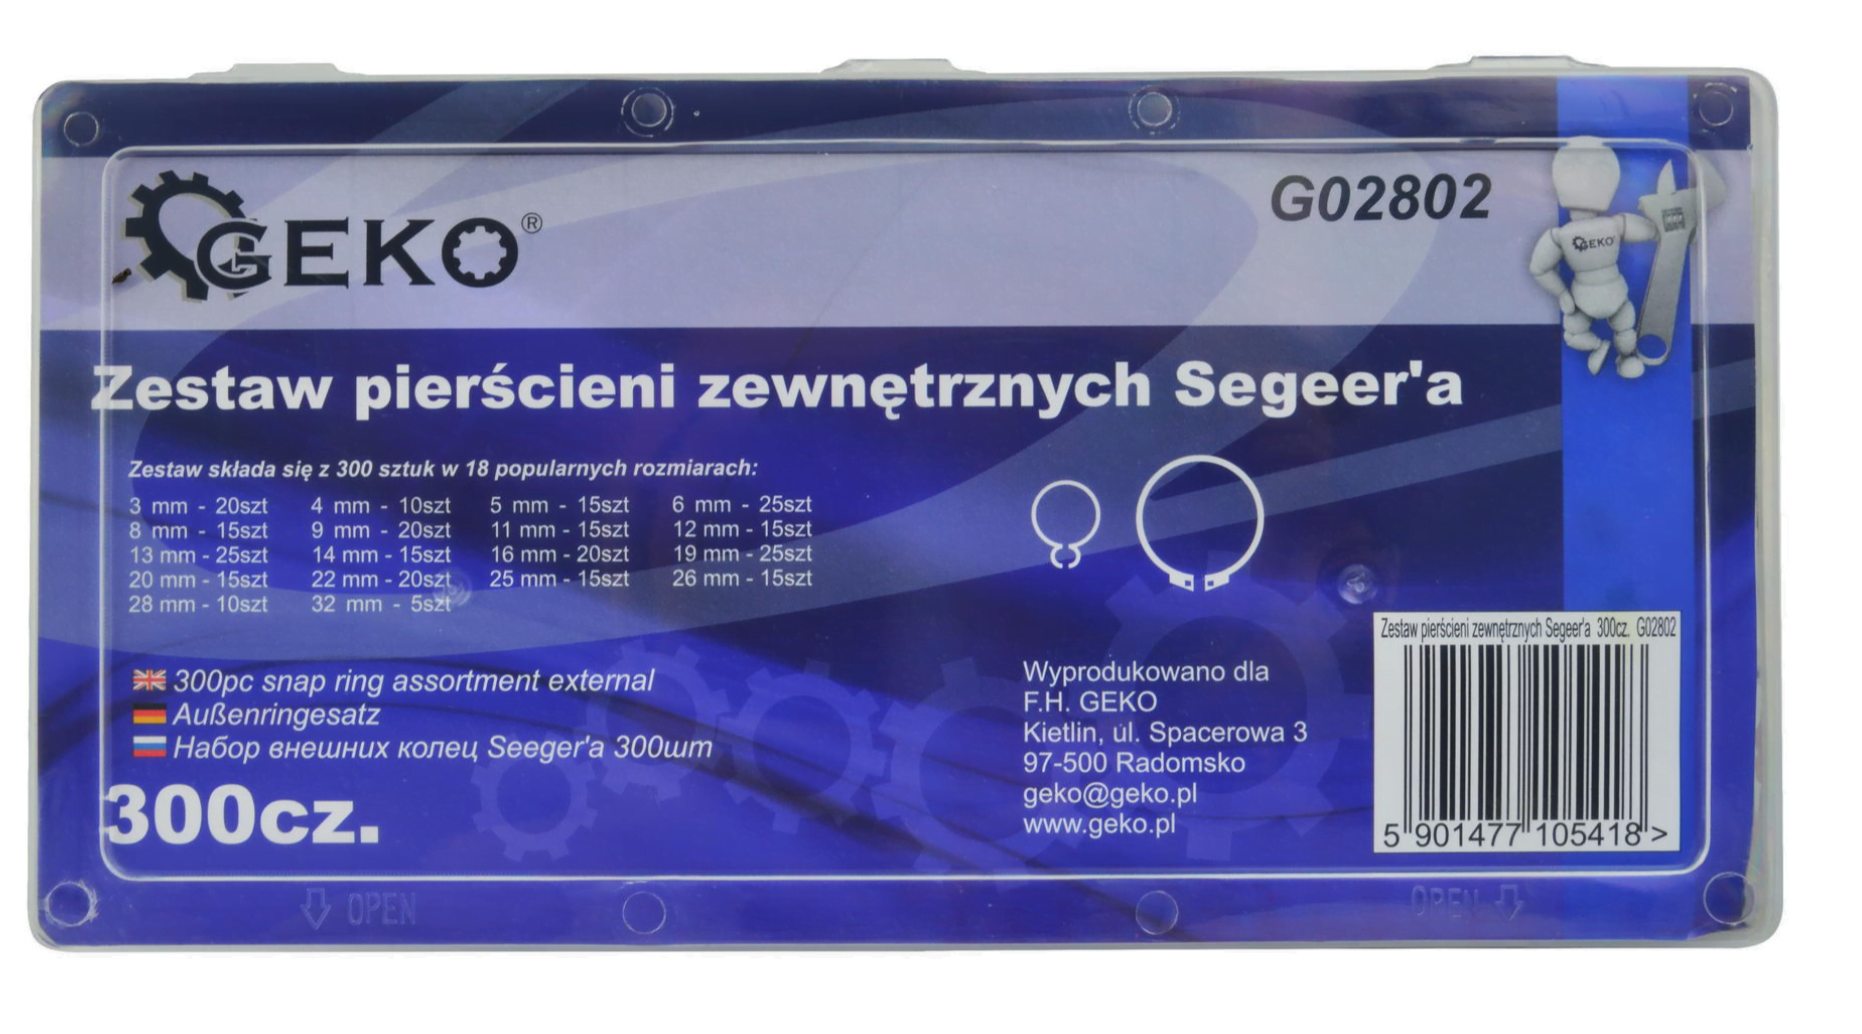 GEKO®
G02802
GEKO
Zestaw pierścieni zewnętrznych Segeer'a
Zestaw składa się z 300 sztuk w 18 popularnych rozmiarach:
3 mm - 20szt 4 mm - 10szt 5 mm - 15szt 6 mm - 25szt
8 mm - 15szt 9 mm - 20szt 11 mm - 15szt 12 mm - 15szt
13 mm - 25szt 14 mm - 15szt 16 mm - 20szt 19 mm - 25szt
20 mm - 15szt 22 mm - 20szt 25 mm - 15szt 26 mm - 15szt
28 mm - 10szt 32 mm - 5szt
300pc snap ring assortment external
Außenringesatz
Набор внешних колец Seeger'a 300шт
300cz.
Wyprodukowano dla
F.H. GEKO
Kietlin, ul. Spacerowa 3
97-500 Radomsko
geko@geko.pl
www.geko.pl
Zestaw pierścieni zewnętrznych Segeer'a 300cz. G02802
5 901477 105418 >
OPEN
OPEN